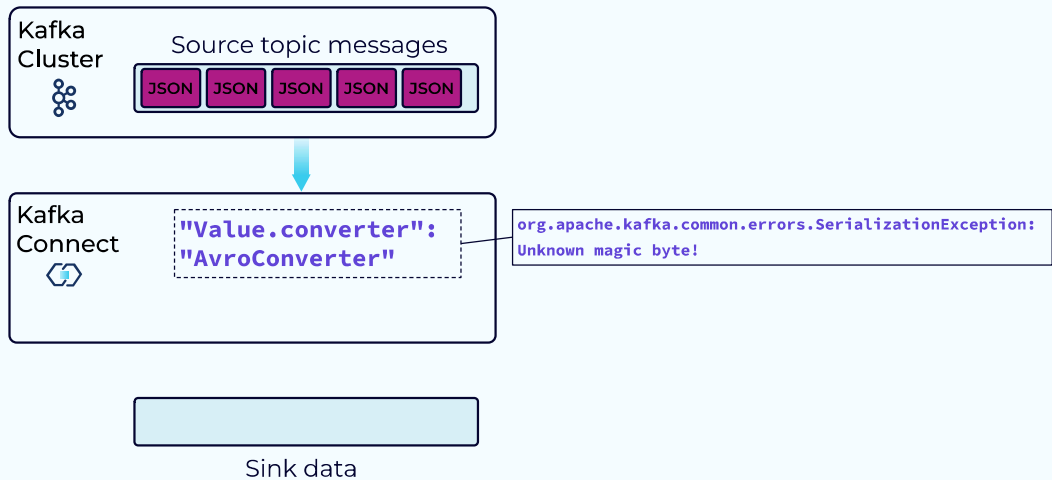 Kafka
Cluster
Source topic messages
JSON JSON JSON JSON JSON
Kafka
Connect
"Value.converter":
"AvroConverter"
org.apache.kafka.common.errors.SerializationException:
Unknown magic byte!
Sink data